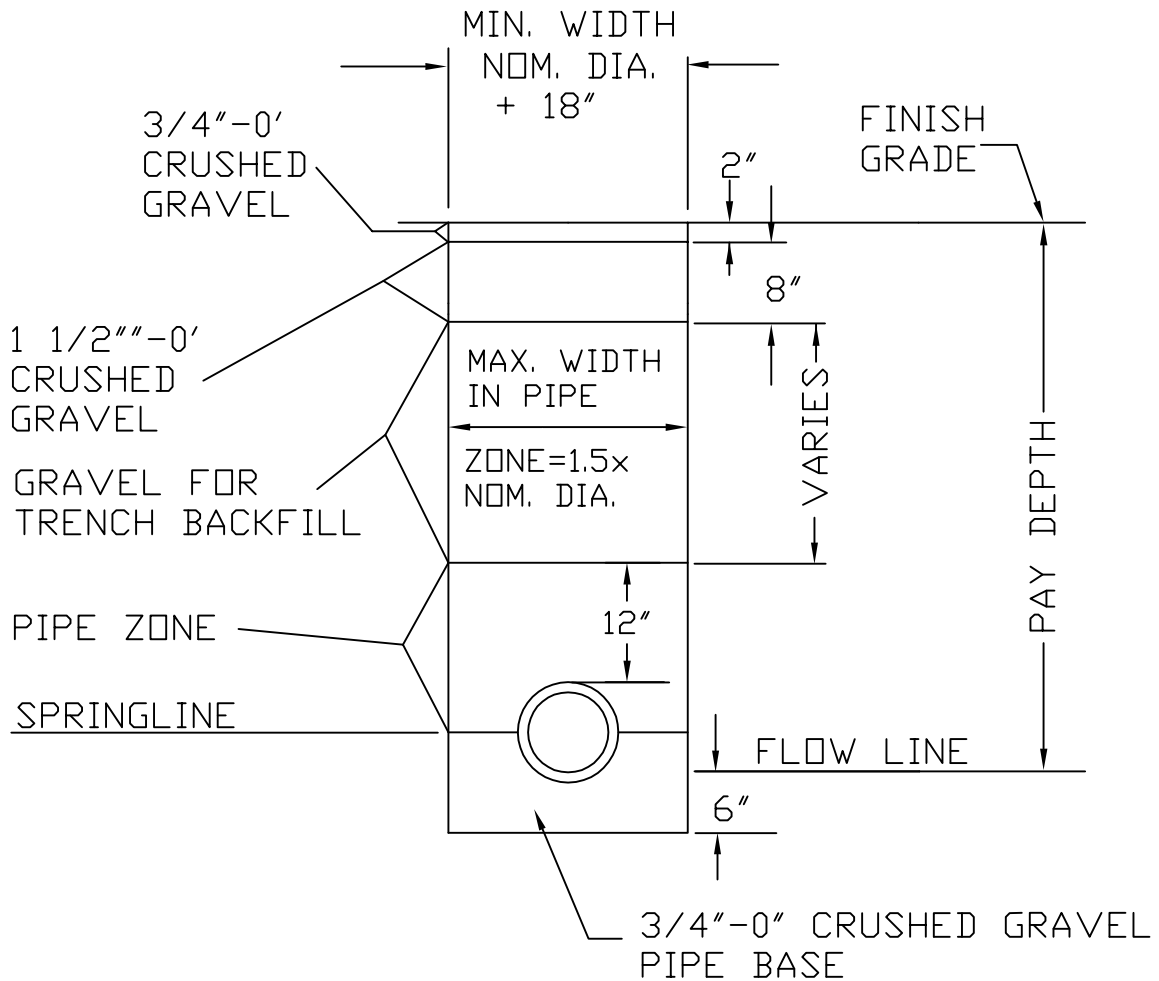 MIN. WIDTH
NOM. DIA.
+ 18"
3/4"-0'
CRUSHED
GRAVEL
FINISH
GRADE
2"
8"
1 1/2""-0'
CRUSHED
GRAVEL
MAX. WIDTH
IN PIPE
ZONE=1.5x
NOM. DIA.
VARIES
GRAVEL FOR
TRENCH BACKFILL
PAY DEPTH
PIPE ZONE
12"
SPRINGLINE
FLOW LINE
6"
3/4"-0" CRUSHED GRAVEL
PIPE BASE